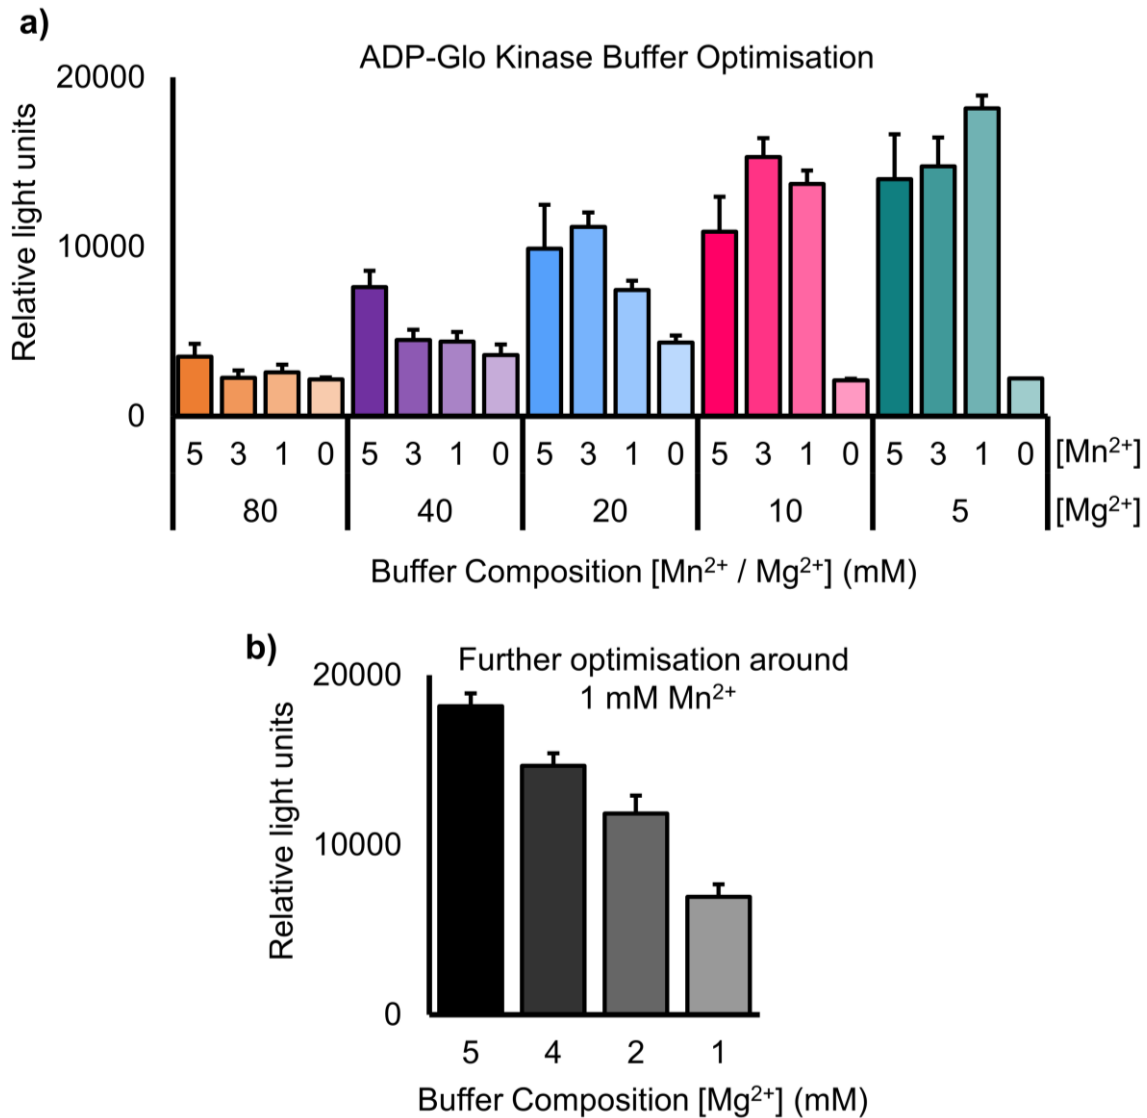 a)
ADP-Glo Kinase Buffer Optimisation
Relative light units
20000
10000
0
5 3 1 0 5 3 1 0 5 3 1 0 5 3 1 0 5 3 1 0 [Mn²⁺]
80 40 20 10 5 [Mg²⁺]
Buffer Composition [Mn²⁺ / Mg²⁺] (mM)
b)
Further optimisation around
1 mM Mn²⁺
Relative light units
20000
10000
0
5 4 2 1
Buffer Composition [Mg²⁺] (mM)